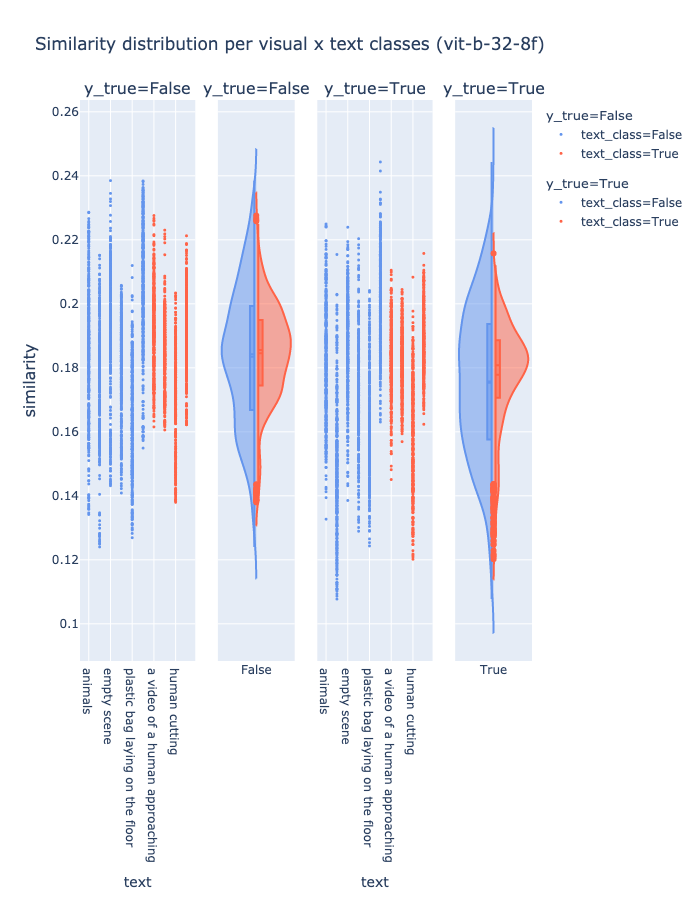 Similarity distribution per visual x text classes (vit-b-32-8f)
y_true=False
y_true=False
y_true=True
y_true=True
0.26
0.24
0.22
0.2
0.18
0.16
0.14
0.12
0.1
similarity
animals
empty scene
plastic bag laying on the floor
a video of a human approaching
human cutting
False
animals
empty scene
plastic bag laying on the floor
a video of a human approaching
human cutting
True
text
text
y_true=False
text_class=False
text_class=True
y_true=True
text_class=False
text_class=True